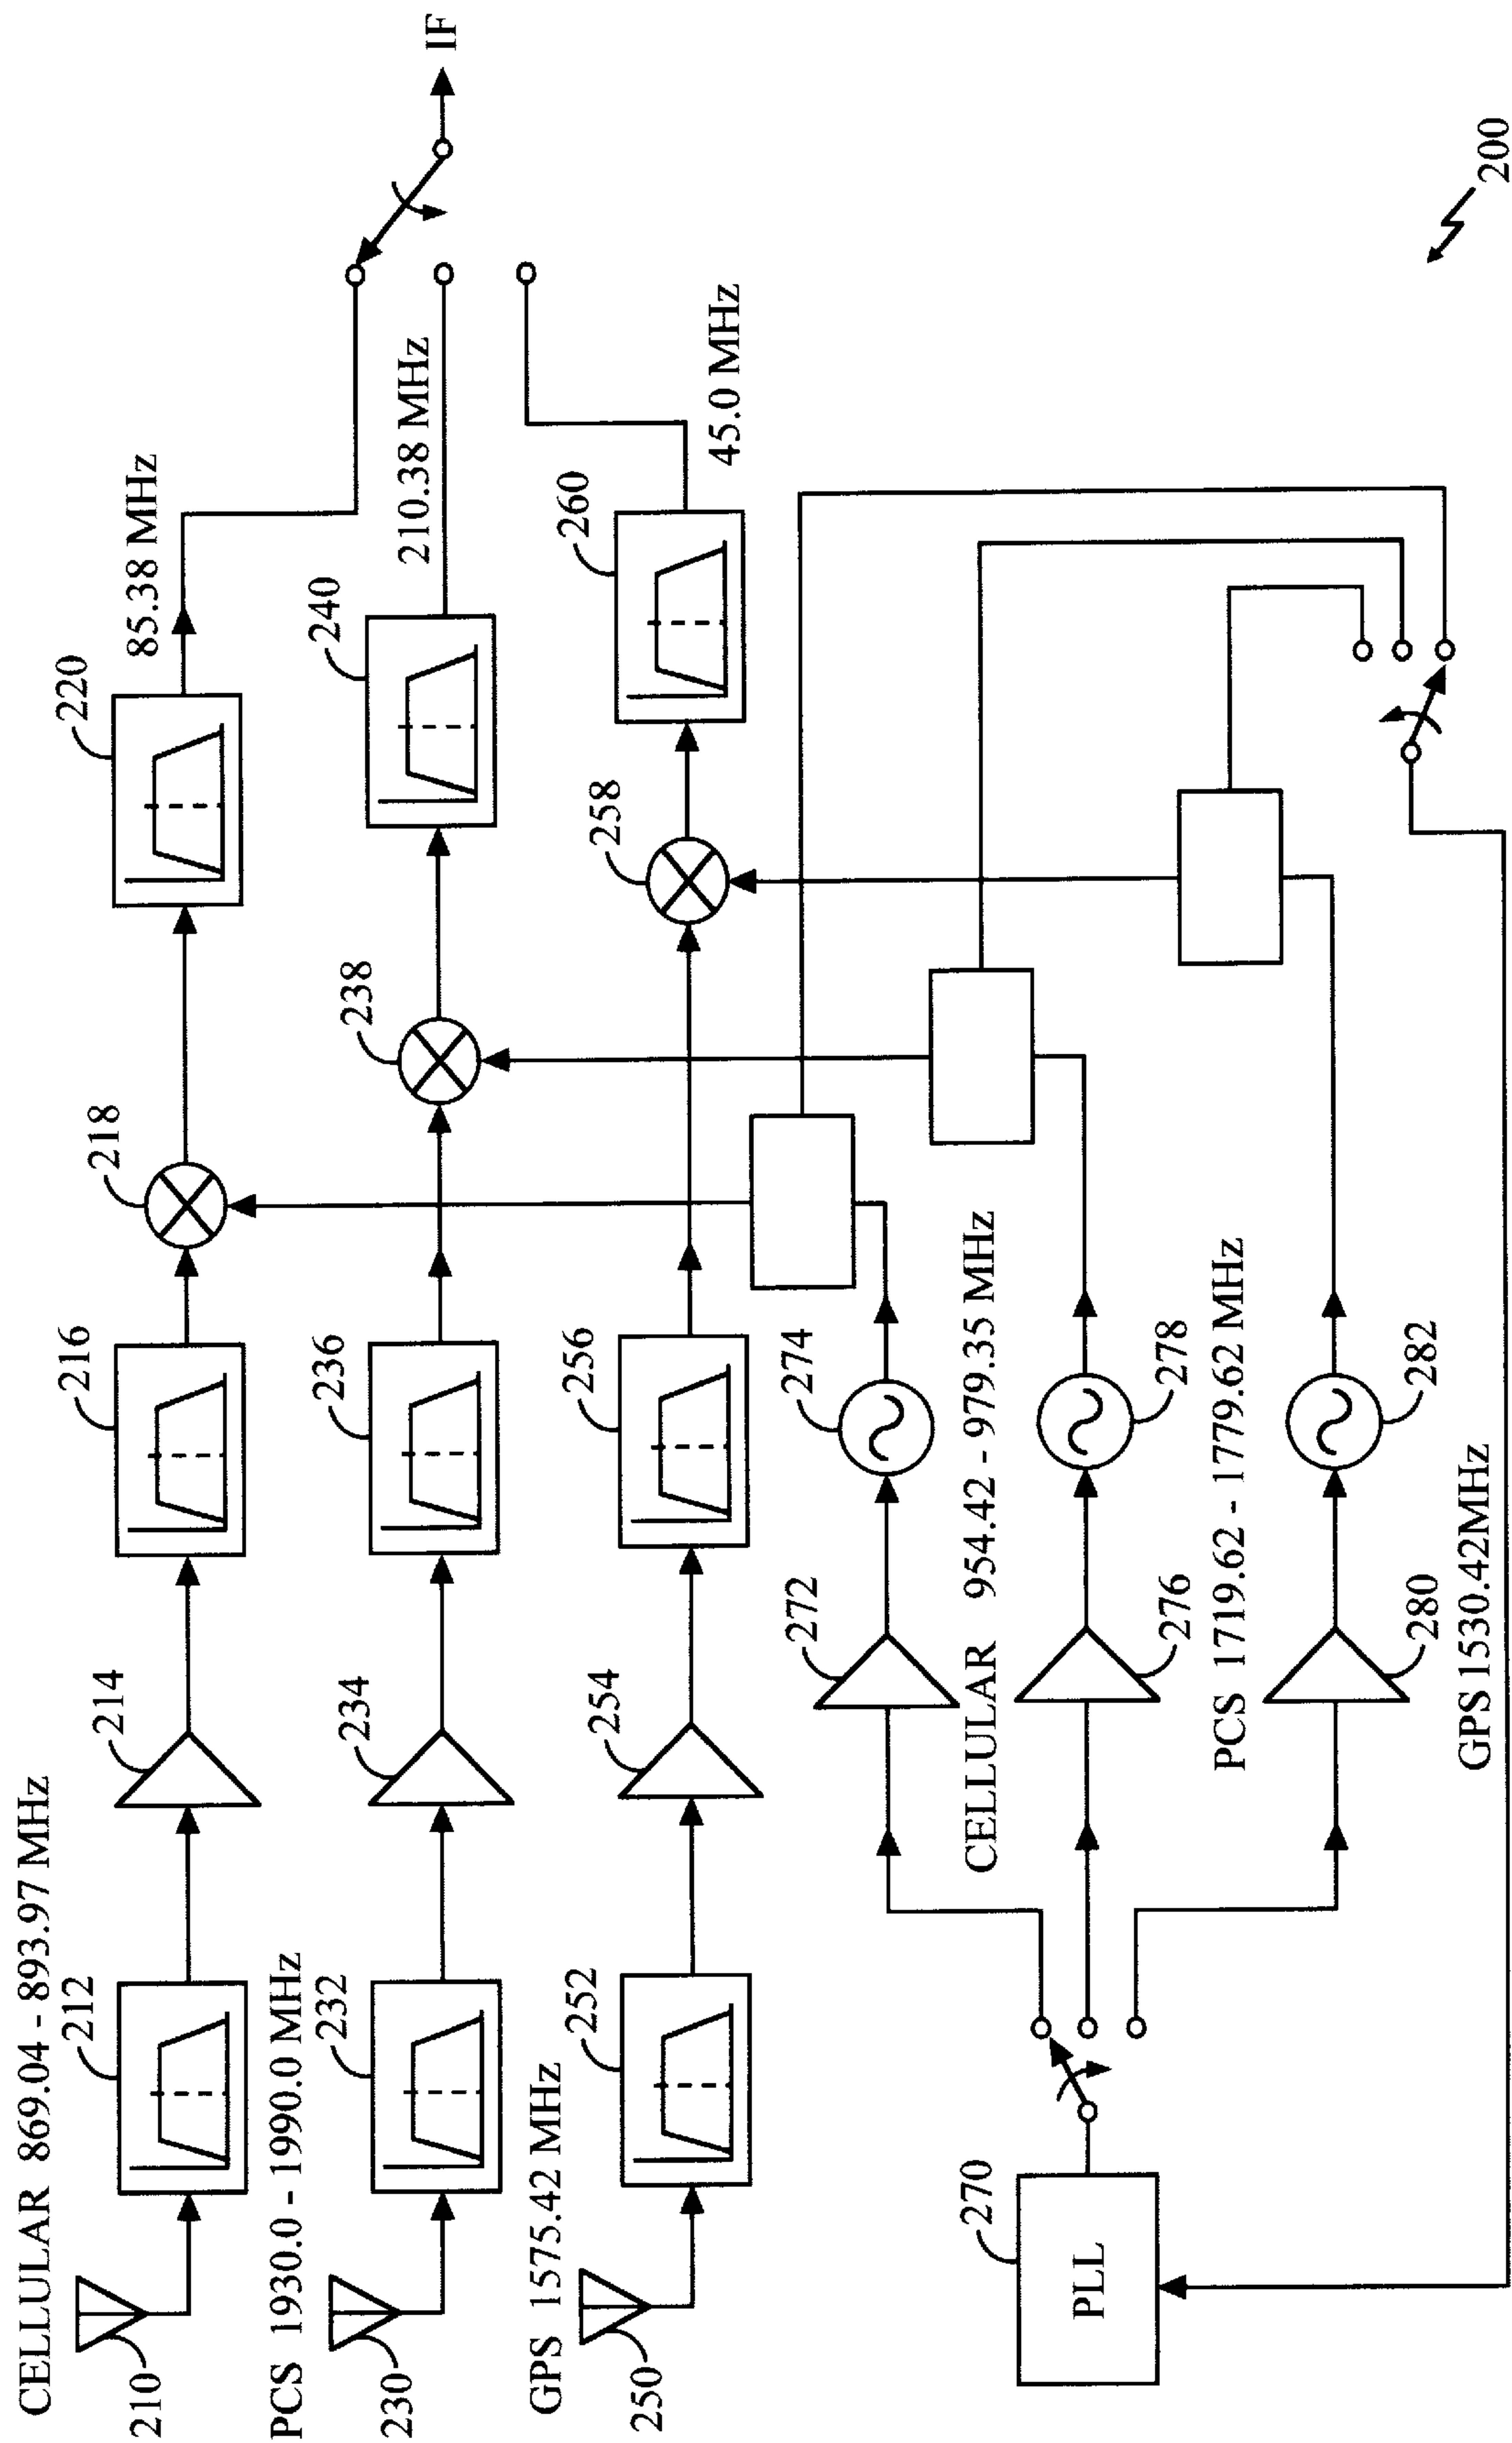 CELLULAR 869.04 - 893.97 MHz
210
212
214
216
218
220
85.38 MHz
IF
PCS 1930.0 - 1990.0 MHz
230
232
234
236
238
240
210.38 MHz
GPS 1575.42 MHz
250
252
254
256
258
260
45.0 MHz
272
274
CELLULAR 954.42 - 979.35 MHz
270
PLL
276
278
PCS 1719.62 - 1779.62 MHz
280
282
GPS 1530.42MHz
200